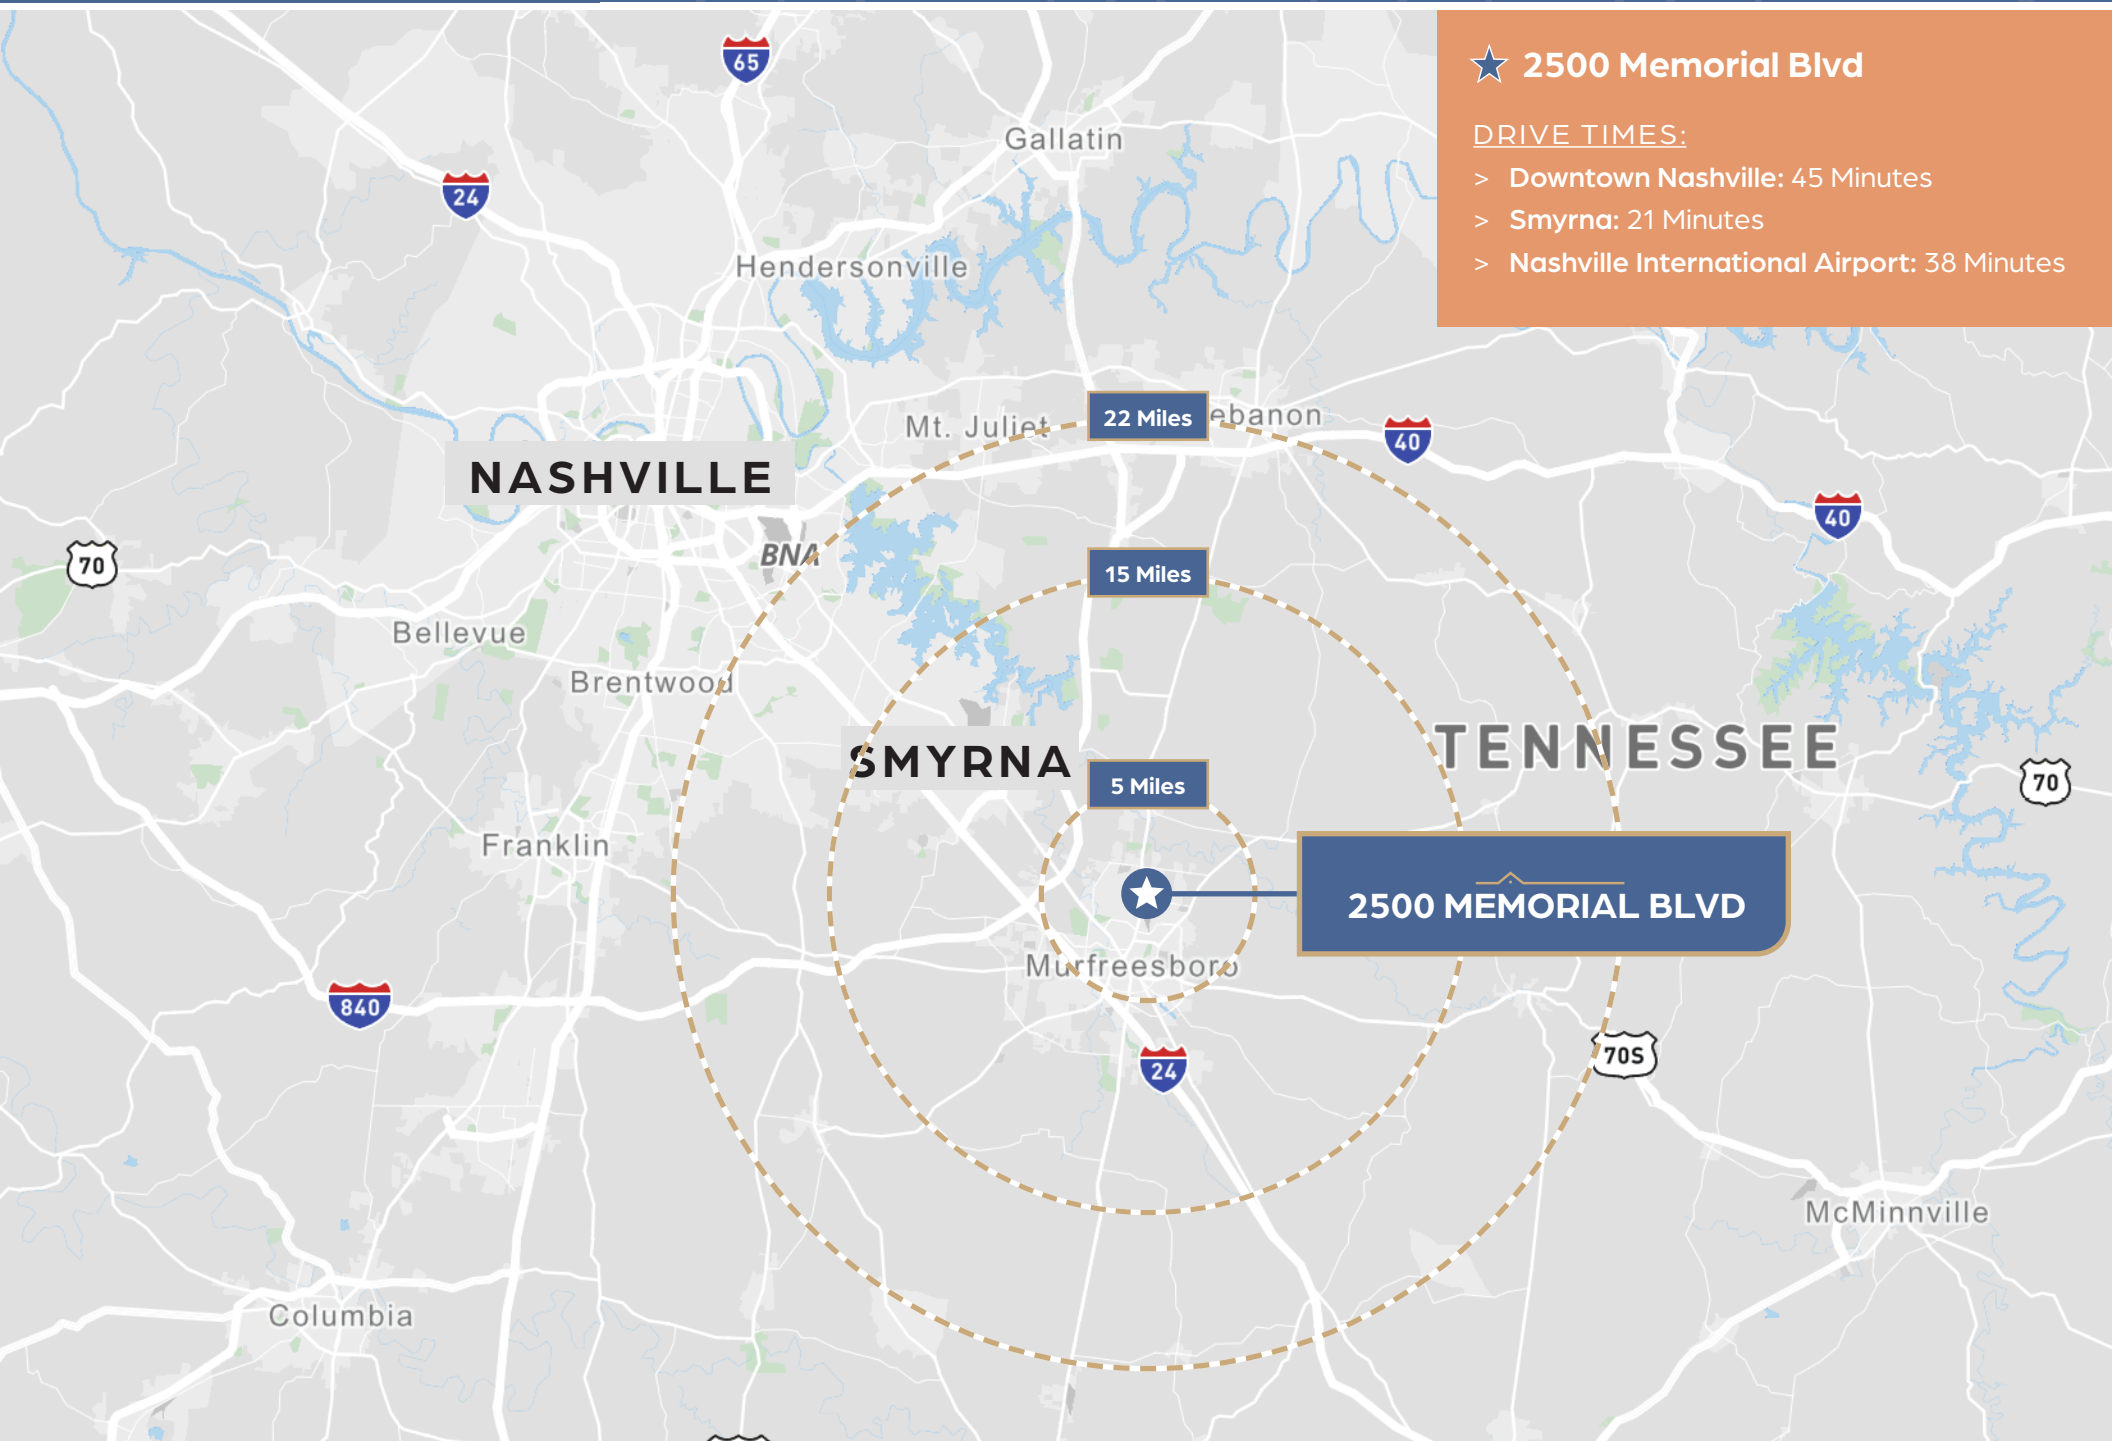 ★ 2500 Memorial Blvd
DRIVE TIMES:
> Downtown Nashville: 45 Minutes
> Smyrna: 21 Minutes
> Nashville International Airport: 38 Minutes
65
Gallatin
24
Hendersonville
Mt. Juliet
22 Miles
ebanon
40
NASHVILLE
40
BNA
70
15 Miles
Bellevue
Brentwood
TENNESSEE
SMYRNA
5 Miles
70
Franklin
2500 MEMORIAL BLVD
Murfreesboro
840
70S
24
McMinnville
Columbia